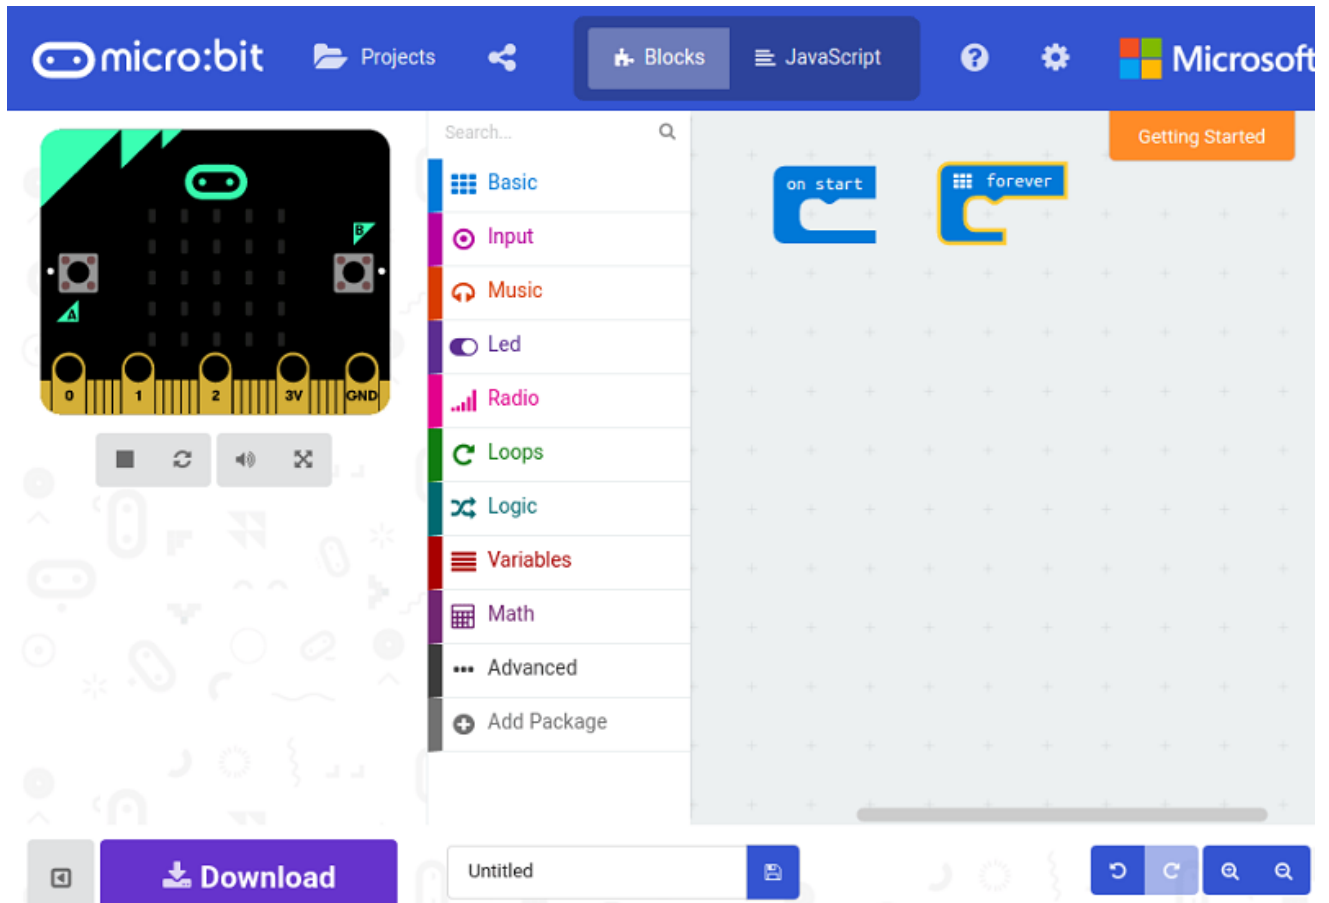 micro:bit
Projects
Blocks
JavaScript
Microsoft
Search...
Getting Started
Basic
Input
Music
Led
Radio
Loops
Logic
Variables
Math
Advanced
Add Package
on start
forever
B
A
0 1 2 3V GND
Download
Untitled